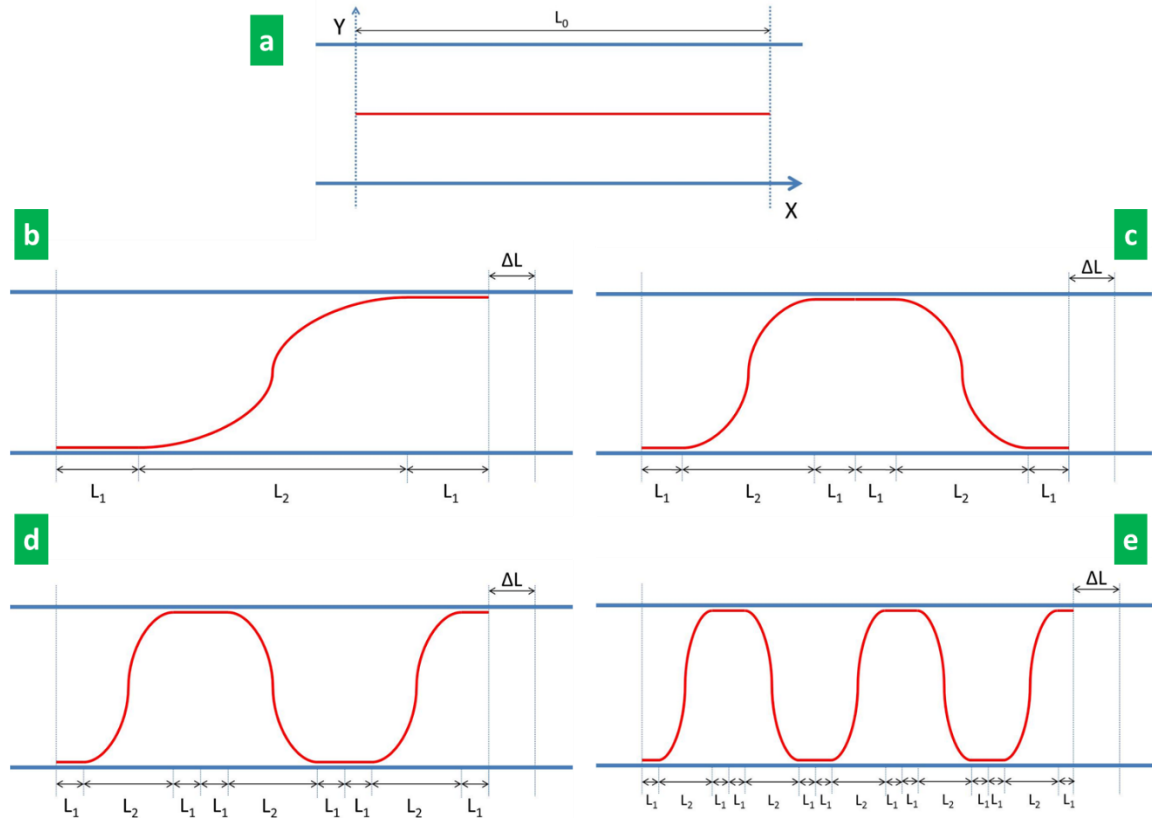 a
Y
L₀
X
b
ΔL
L₁ L₂ L₁
c
ΔL
L₁ L₂ L₁ L₁ L₂ L₁
d
ΔL
L₁ L₂ L₁ L₁ L₂ L₁ L₁ L₂ L₁
e
ΔL
L₁ L₂ L₁ L₁ L₂ L₁ L₁ L₂ L₁ L₁ L₂ L₁ L₁ L₂ L₁